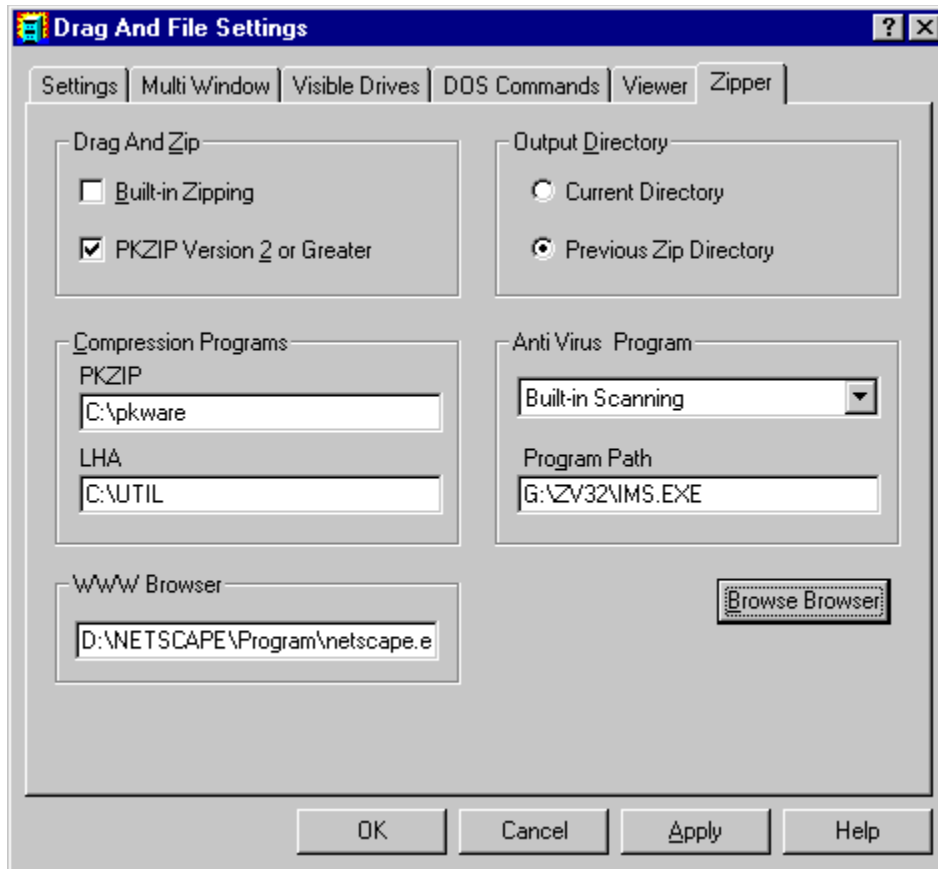 Drag And File Settings
Settings
Multi Window
Visible Drives
DOS Commands
Viewer
Zipper
Drag And Zip
Built-in Zipping
PKZIP Version 2 or Greater
Output Directory
Current Directory
Previous Zip Directory
Compression Programs
PKZIP
C:\pkware
LHA
C:\UTIL
Anti Virus Program
Built-in Scanning
Program Path
G:\ZV32\IMS.EXE
WWW Browser
D:\NETSCAPE\Program\netscape.e
Browse Browser
OK
Cancel
Apply
Help